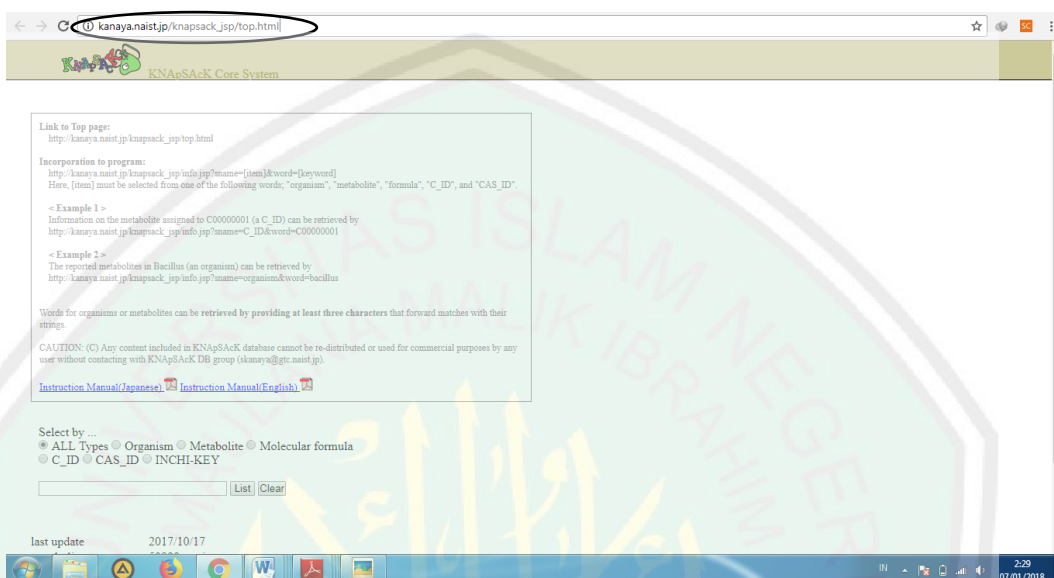 kanaya.naist.jp/knapsack_jsp/top.html
SC
KNApSAcK
KNApSAcK Core System
Link to Top page:
http://kanaya.naist.jp/knapsack_jsp/top.html
Incorporation to program:
http://kanaya.naist.jp/knapsack_jsp/info.jsp?sname=[item]&word=[keyword]
Here, [item] must be selected from one of the following words; "organism", "metabolite", "formula", "C_ID", and "CAS_ID".
< Example 1 >
Information on the metabolite assigned to C00000001 (a C_ID) can be retrieved by
http://kanaya.naist.jp/knapsack_jsp/info.jsp?sname=C_ID&word=C00000001
< Example 2 >
The reported metabolites in Bacillus (an organism) can be retrieved by
http://kanaya.naist.jp/knapsack_jsp/info.jsp?sname=organism&word=bacillus
Words for organisms or metabolites can be retrieved by providing at least three characters that forward matches with their
strings.
CAUTION: (C) Any content included in KNApSAcK database cannot be re-distributed or used for commercial purposes by any
user without contacting with KNApSAcK DB group (skanaya@gtc.naist.jp).
Instruction Manual(Japanese) Instruction Manual(English)
Select by ...
ALL Types Organism Metabolite Molecular formula
C_ID CAS_ID INCHI-KEY
List Clear
last update 2017/10/17
IN 2:29
07/01/2018
UNIVERSITAS ISLAM NEGERI
MAULANA MALIK IBRAHIM